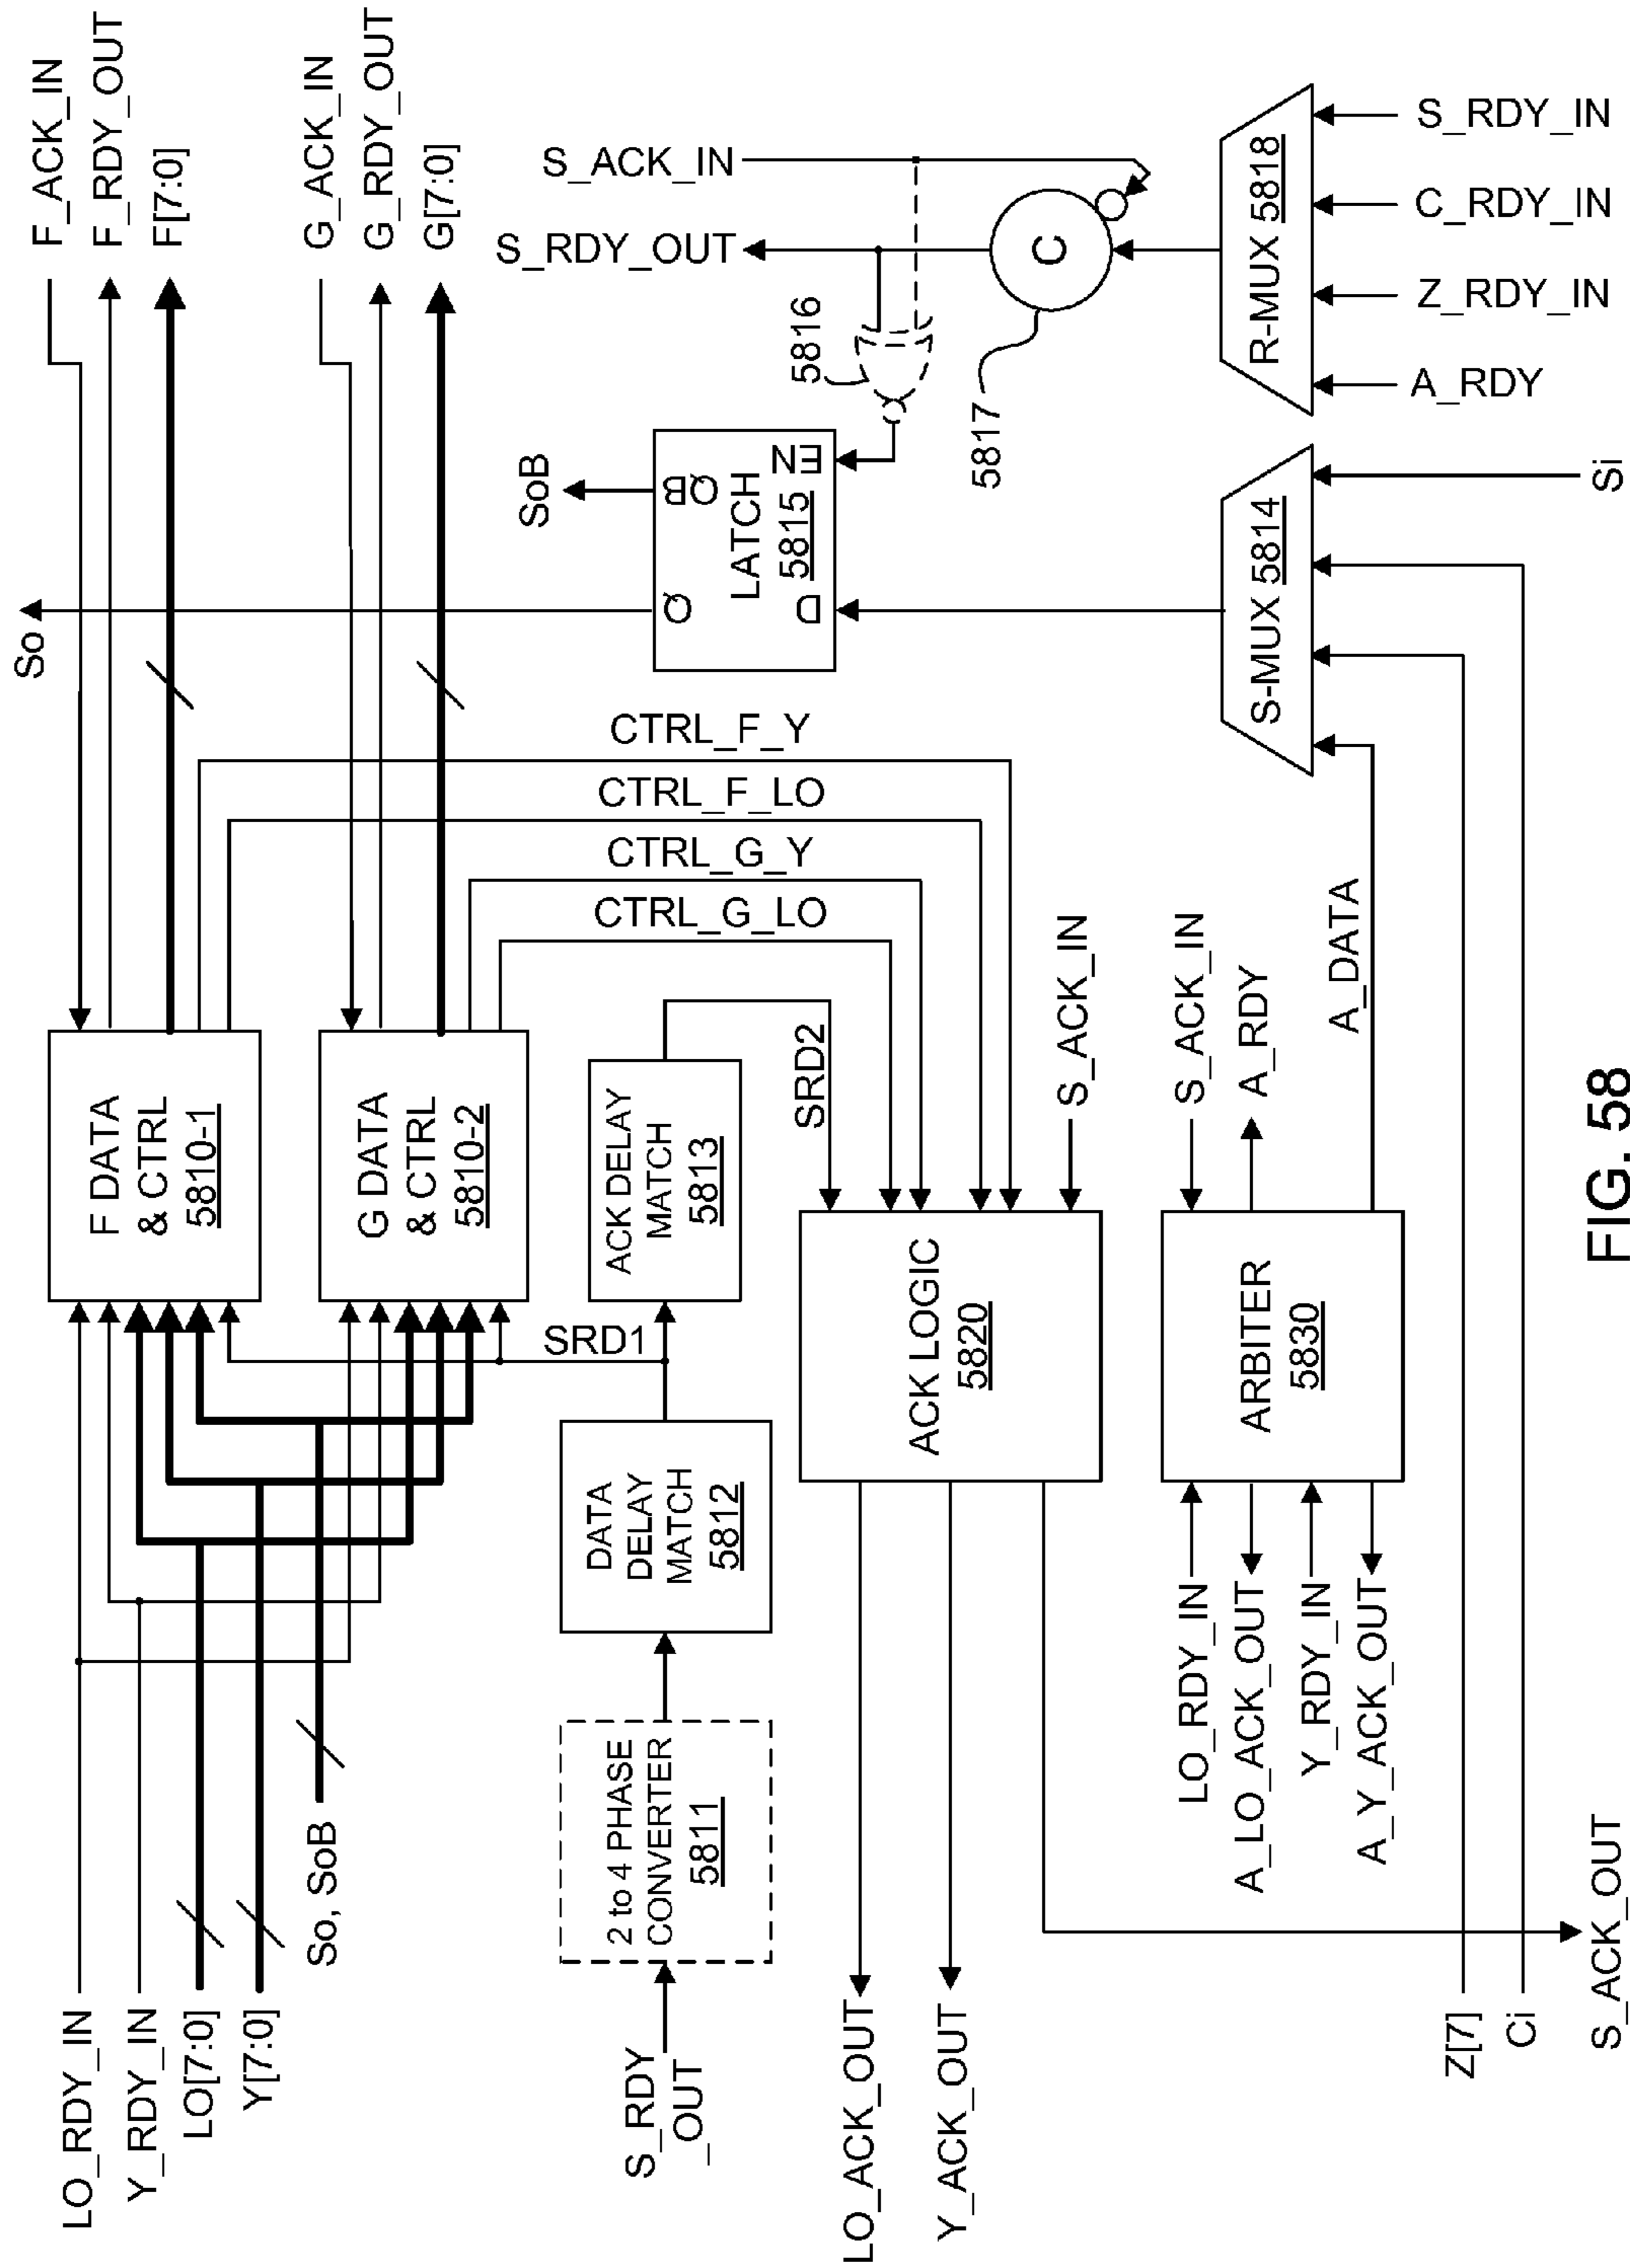 LO_RDY_IN
Y_RDY_IN
LO[7:0]
Y[7:0]
So, SoB
F DATA
& CTRL
5810-1
G DATA
& CTRL
5810-2
F_ACK_IN
F_RDY_OUT
F[7:0]
G_ACK_IN
G_RDY_OUT
G[7:0]
So
S_RDY
_OUT
2 to 4 PHASE
CONVERTER
5811
DATA
DELAY
MATCH
5812
SRD1
ACK DELAY
MATCH
5813
SRD2
CTRL_F_Y
CTRL_F_LO
CTRL_G_Y
CTRL_G_LO
SoB
Q
QB
LATCH
5815
D
EN
5816
S_ACK_IN
S_RDY_OUT
C
5817
LO_ACK_OUT
Y_ACK_OUT
ACK LOGIC
5820
S_ACK_IN
LO_RDY_IN
A_LO_ACK_OUT
Y_RDY_IN
A_Y_ACK_OUT
ARBITER
5830
S_ACK_IN
A_RDY
A_DATA
S-MUX 5814
R-MUX 5818
A_RDY
Z_RDY_IN
C_RDY_IN
S_RDY_IN
Z[7]
Ci
S_ACK_OUT
Si
FIG. 58